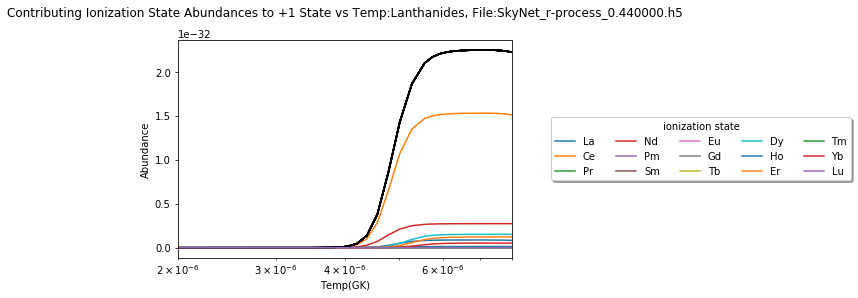 Contributing Ionization State Abundances to +1 State vs Temp:Lanthanides, File:SkyNet_r-process_0.440000.h5
1e−32
2.0
1.5
1.0
0.5
0.0
Abundance
2 × 10⁻⁶
3 × 10⁻⁶
4 × 10⁻⁶
6 × 10⁻⁶
Temp(GK)
ionization state
La Nd Eu Dy Tm
Ce Pm Gd Ho Yb
Pr Sm Tb Er Lu